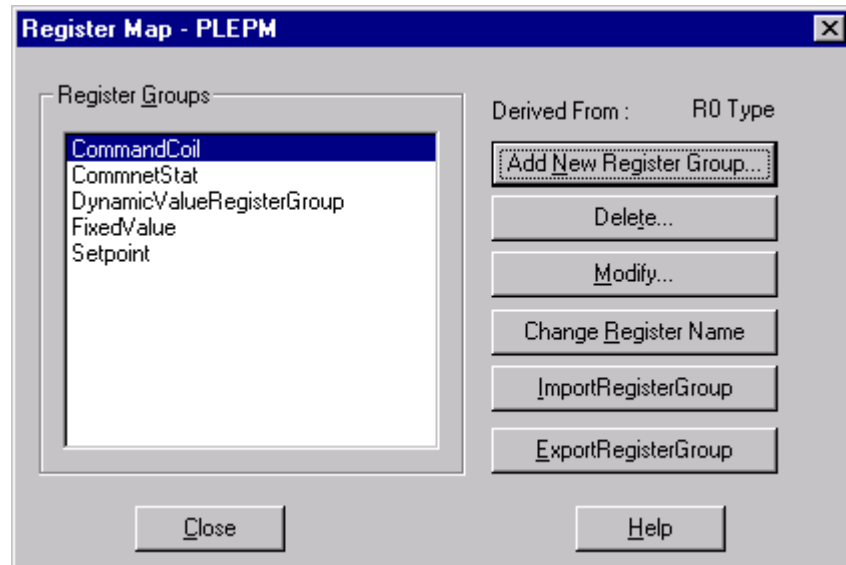 Register Map - PLEPM
Register Groups
CommandCoil
CommnetStat
DynamicValueRegisterGroup
FixedValue
Setpoint
Derived From : R0 Type
Add New Register Group...
Delete...
Modify...
Change Register Name
ImportRegisterGroup
ExportRegisterGroup
Close
Help